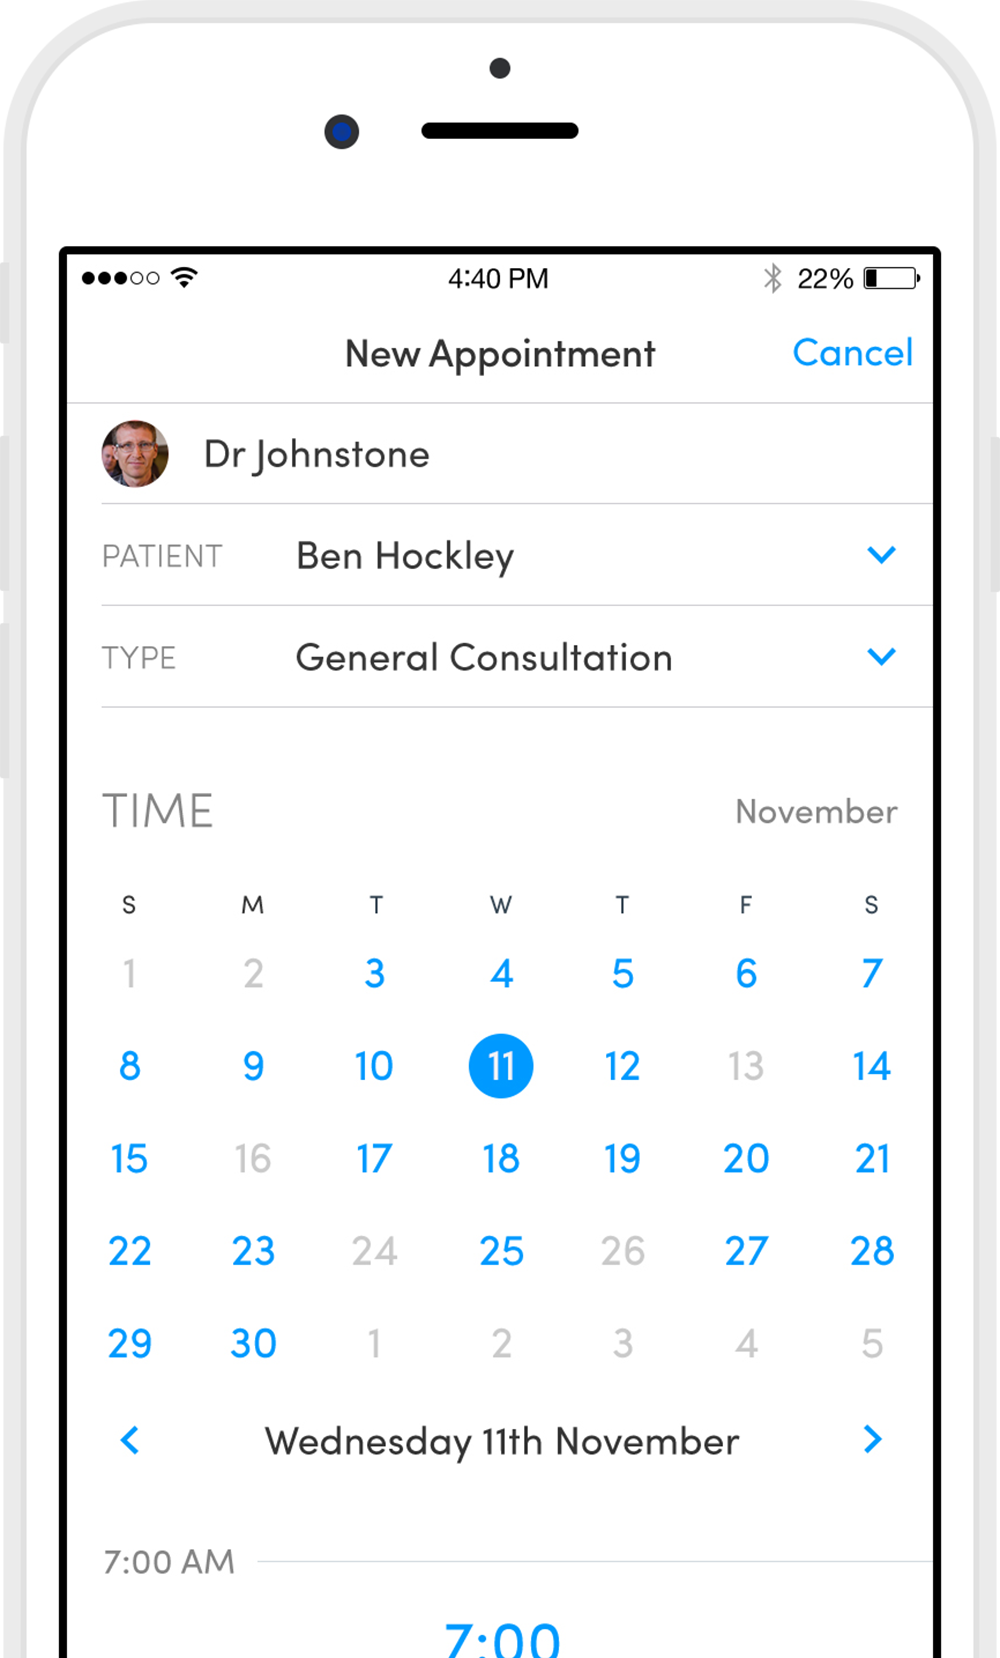 4:40 PM 22%
New Appointment Cancel
Dr Johnstone
PATIENT Ben Hockley
TYPE General Consultation
TIME November
S M T W T F S
1 2 3 4 5 6 7
8 9 10 11 12 13 14
15 16 17 18 19 20 21
22 23 24 25 26 27 28
29 30 1 2 3 4 5
Wednesday 11th November
7:00 AM
7:00